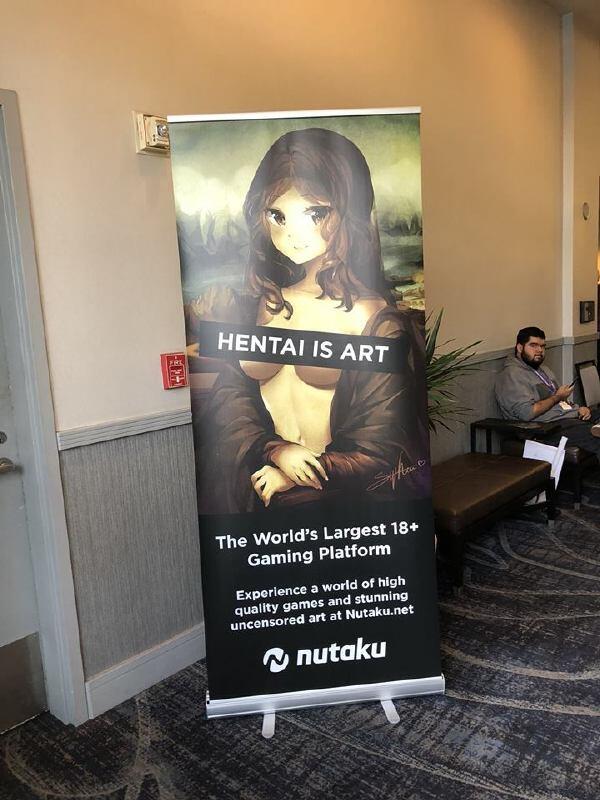 HENTAI IS ART
The World's Largest 18+
Gaming Platform
Experience a world of high
quality games and stunning
uncensored art at Nutaku.net
nutaku
FIRE